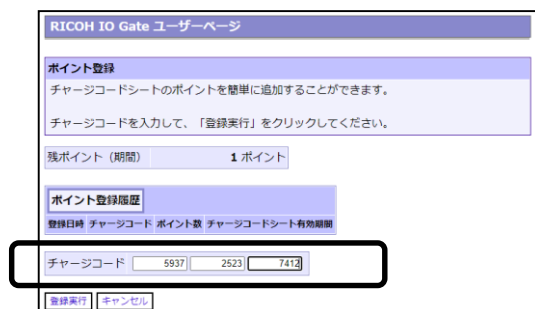 RICOH IO Gate ユーザーページ
ポイント登録
チャージコードシートのポイントを簡単に追加することができます。
チャージコードを入力して、「登録実行」をクリックしてください。
残ポイント（期間） 1 ポイント
ポイント登録履歴
登録日時 チャージコード ポイント数 チャージコードシート有効期間
チャージコード 5937 2523 7412
登録実行 キャンセル